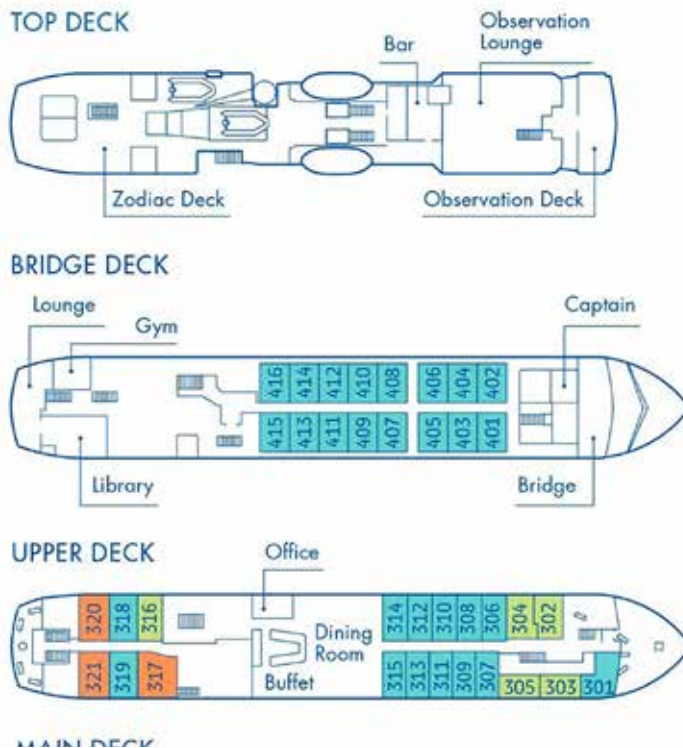 TOP DECK
Bar
Observation
Lounge
Zodiac Deck
Observation Deck
BRIDGE DECK
Lounge
Gym
Captain
416 414 412 410 408 406 404 402
415 413 411 409 407 405 403 401
Library
Bridge
UPPER DECK
Office
320 318 316
314 312 310 308 306 304 302
Dining
Room
Buffet
321 319 317
315 313 311 309 307 305 303 301
MAIN DECK